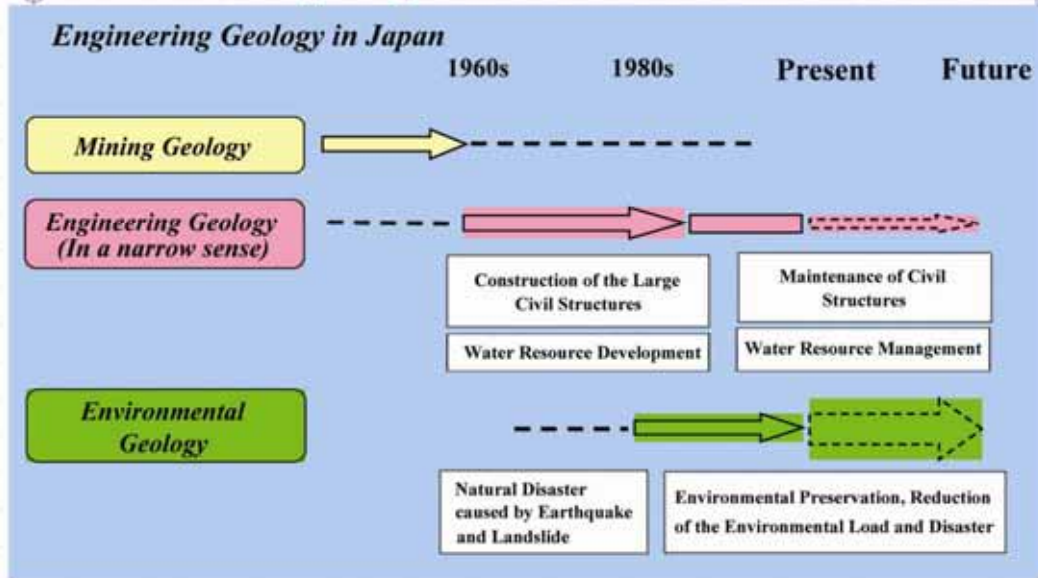 Engineering Geology in Japan
1960s 1980s Present Future
Mining Geology
Engineering Geology
(In a narrow sense)
Construction of the Large
Civil Structures
Maintenance of Civil
Structures
Water Resource Development
Water Resource Management
Environmental
Geology
Natural Disaster
caused by Earthquake
and Landslide
Environmental Preservation, Reduction
of the Environmental Load and Disaster